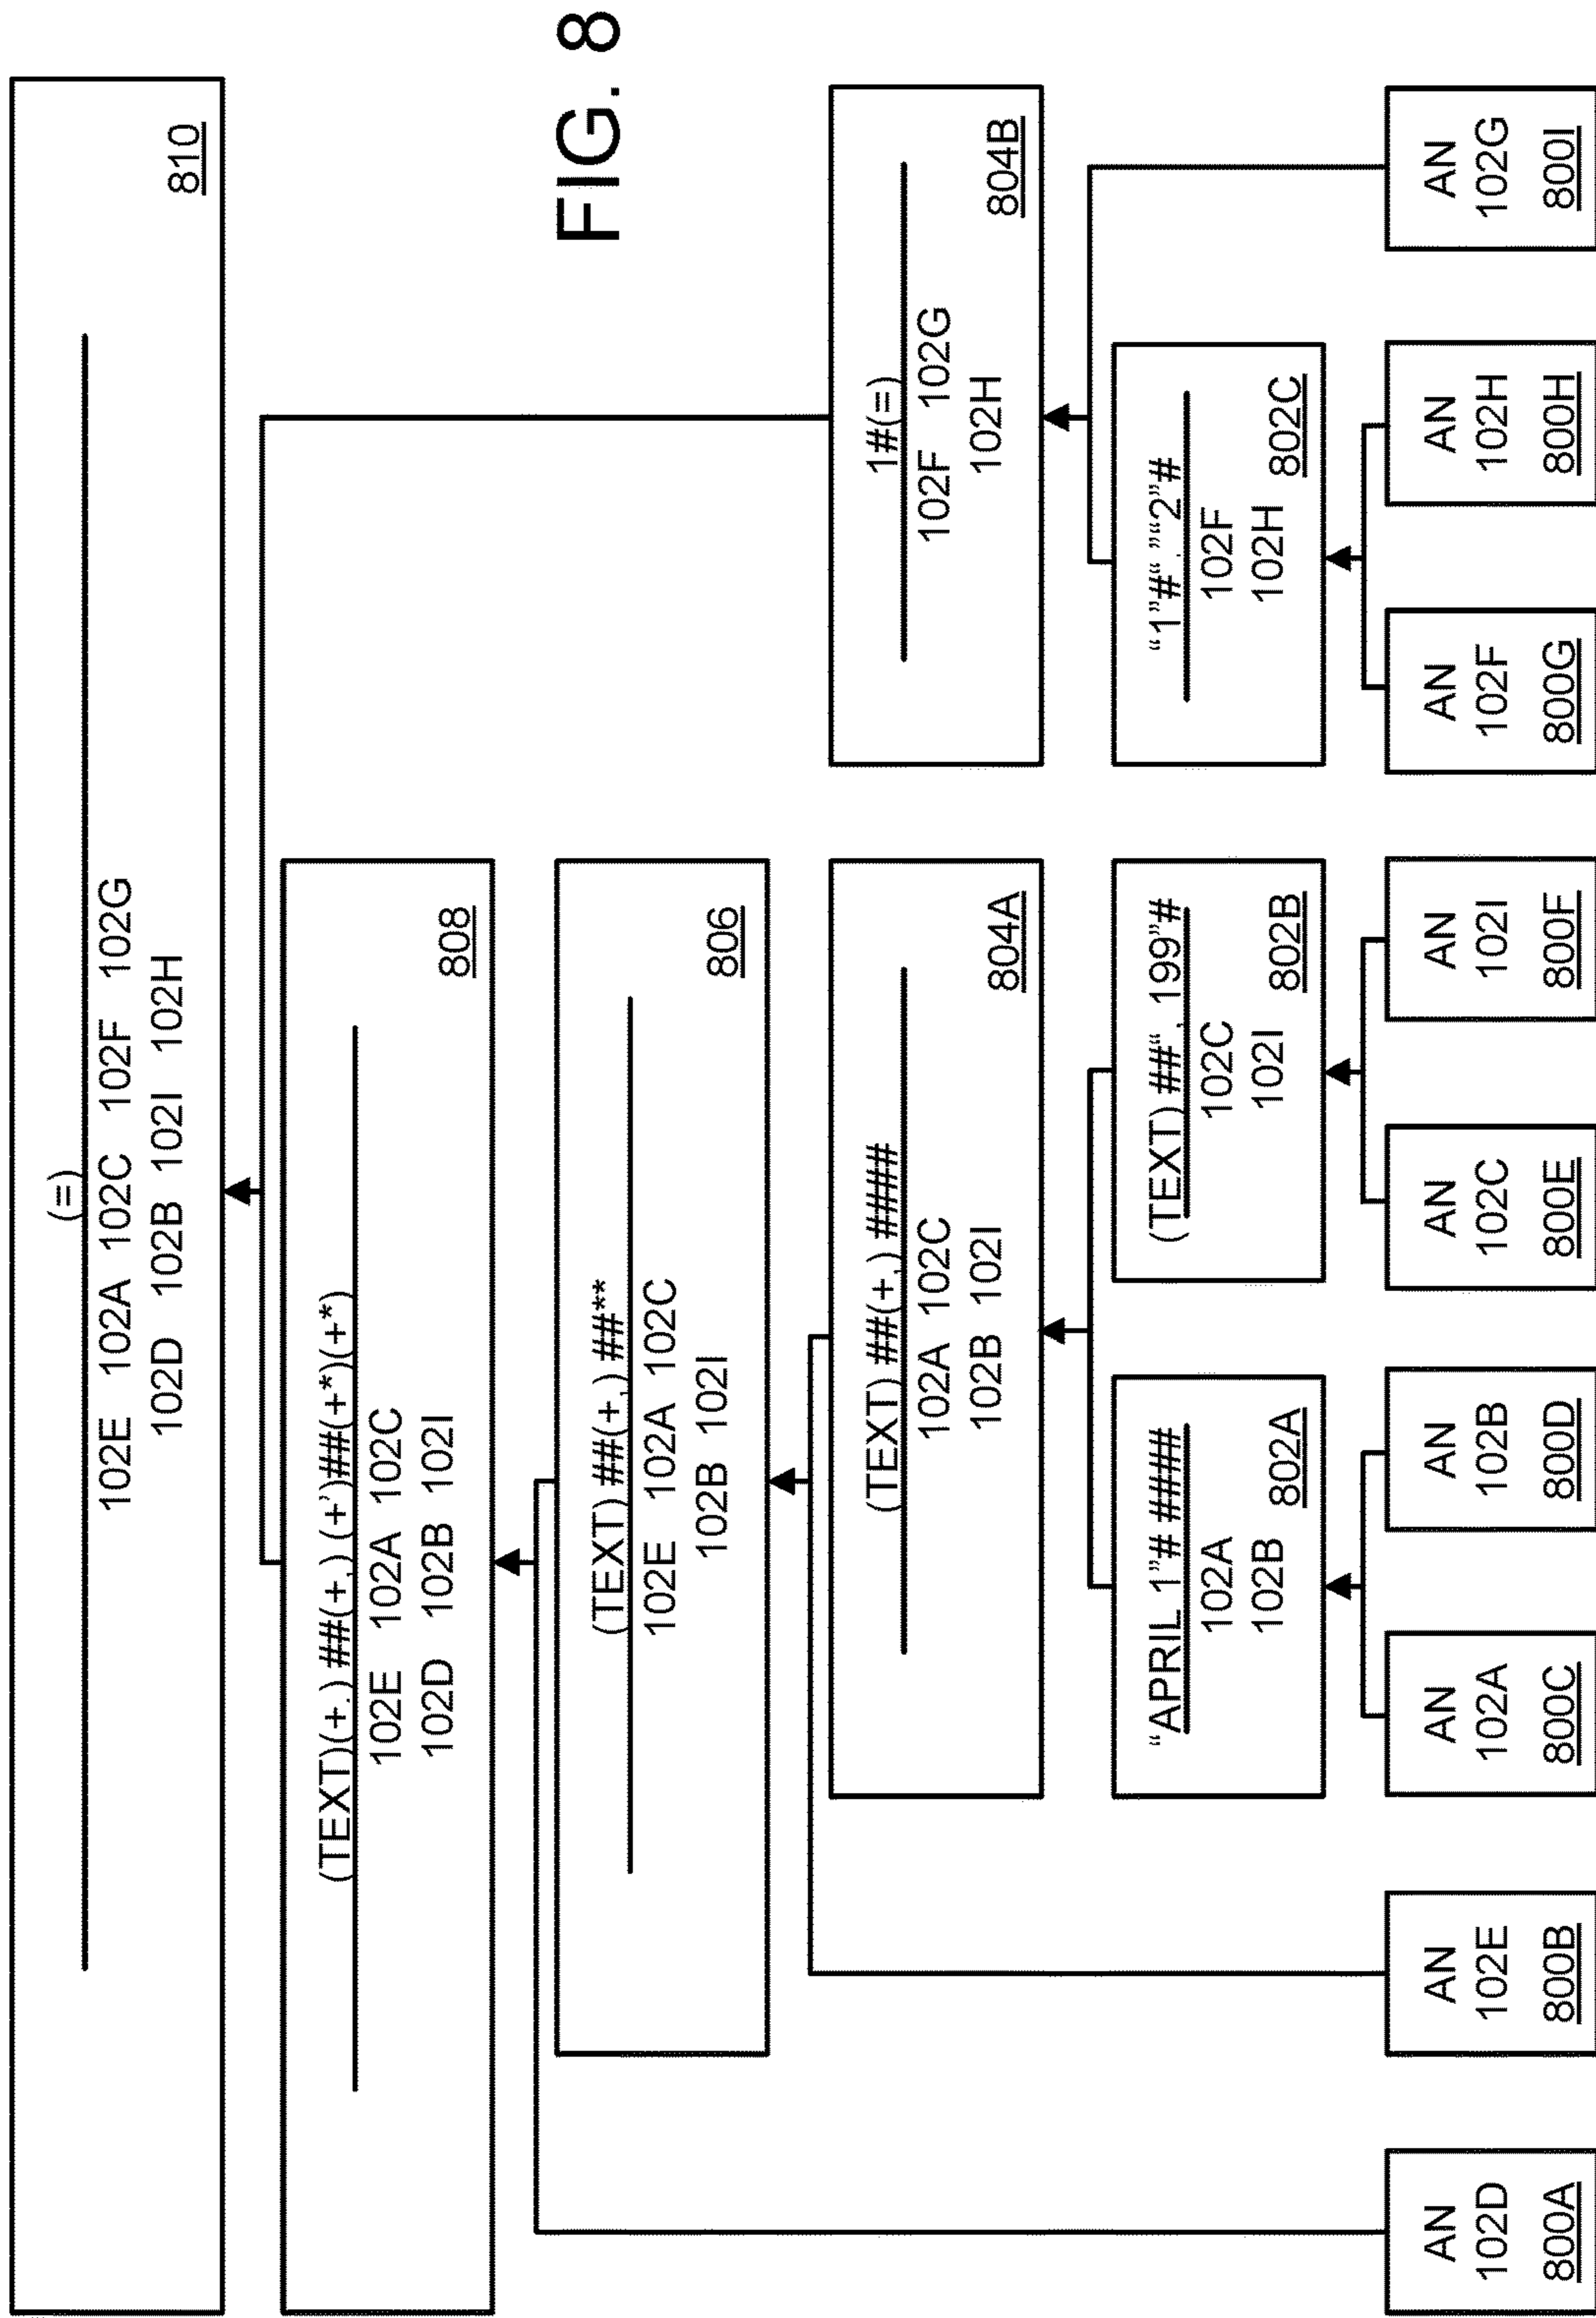 (=)
102E 102A 102C 102F 102G
102D 102B 102I 102H
810
(TEXT)(+.) ##(+,) (+')##(+*)(+*)
102E 102A 102C
102D 102B 102I
808
FIG. 8
(TEXT) ##(+,) ##**
102E 102A 102C
102B 102I
806
(TEXT) ##(+,) ####
102A 102C
102B 102I
804A
1#(=)
102F 102G
102H
804B
“APRIL 1”# ####
102A
102B
802A
(TEXT) ##“, 199”#
102C
102I
802B
“1”#“.”“2”#
102F
102H
802C
AN
102D
800A
AN
102E
800B
AN
102A
800C
AN
102B
800D
AN
102C
800E
AN
102I
800F
AN
102F
800G
AN
102H
800H
AN
102G
800I